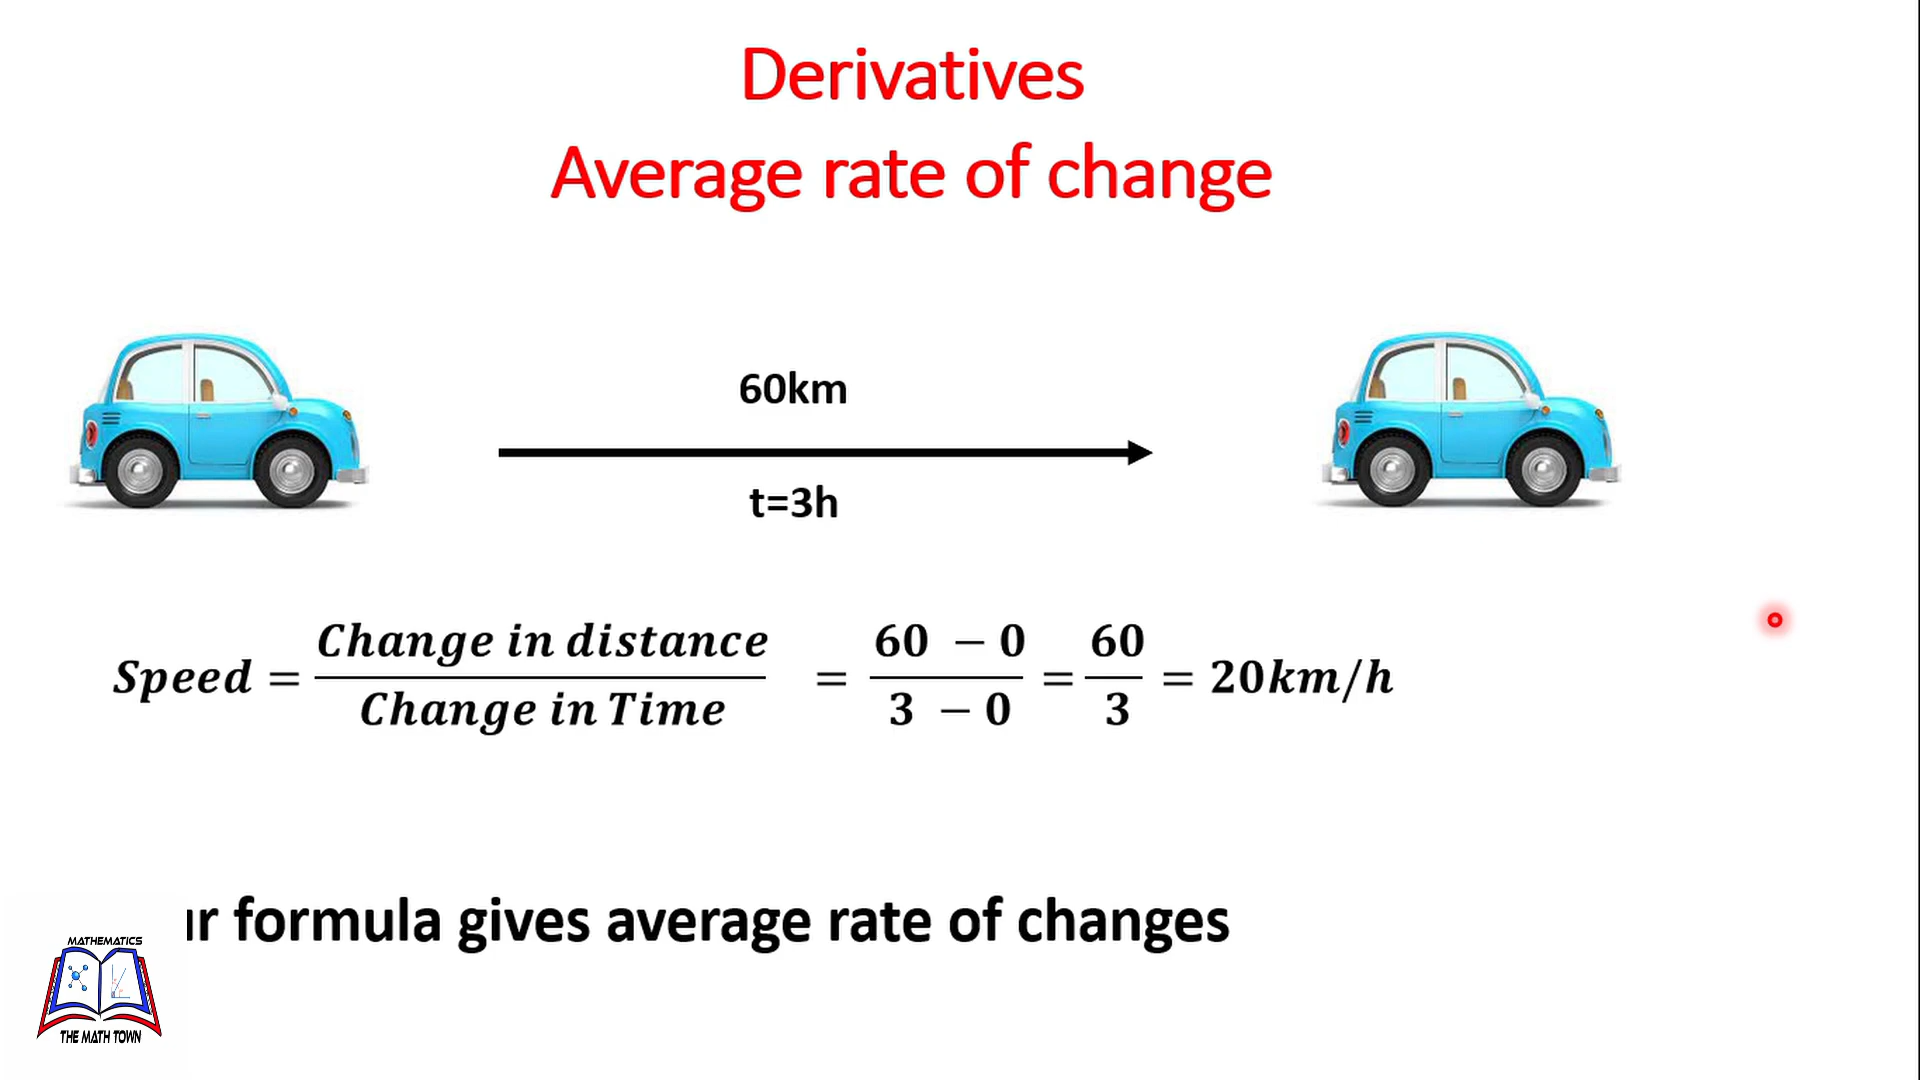 Derivatives
Average rate of change
60km
t=3h
Speed = Change in distance / Change in Time = 60 − 0 / 3 − 0 = 60 / 3 = 20km/h
formula gives average rate of changes
MATHEMATICS
THE MATH TOWN